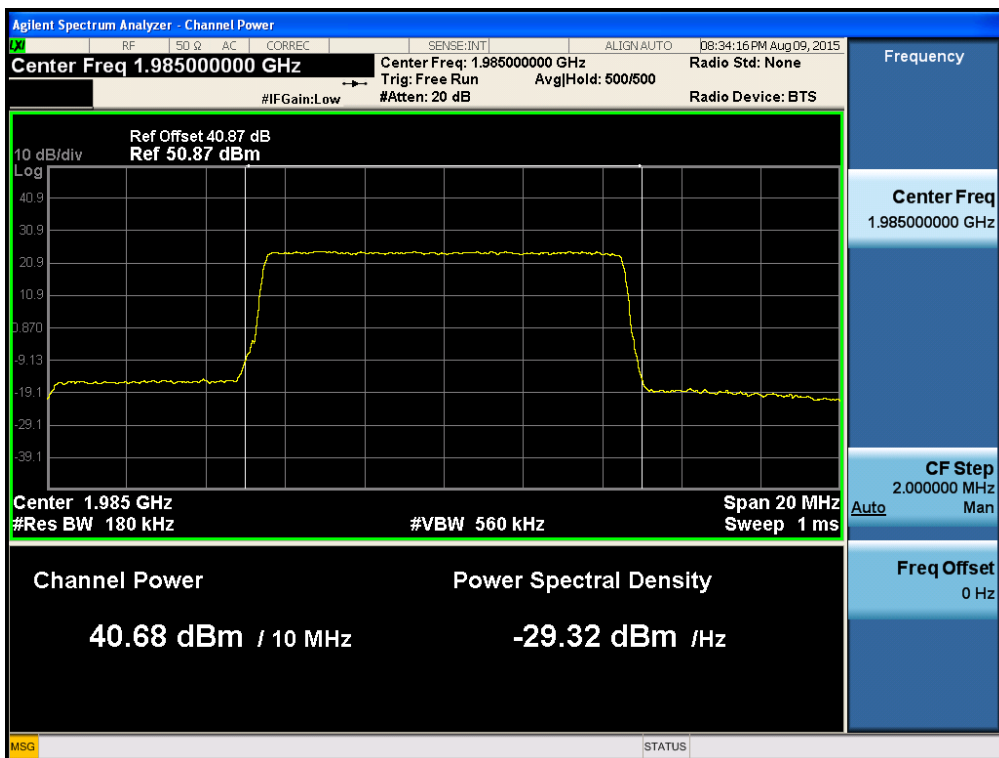 Agilent Spectrum Analyzer - Channel Power
LXI RF 50 Ω AC CORREC SENSE:INT ALIGN AUTO 08:34:16 PM Aug 09, 2015
Center Freq 1.985000000 GHz
Center Freq: 1.985000000 GHz
Radio Std: None
Trig: Free Run Avg|Hold: 500/500
#IFGain:Low
#Atten: 20 dB
Radio Device: BTS
Frequency
Ref Offset 40.87 dB
10 dB/div Ref 50.87 dBm
Log
40.9
30.9
20.9
10.9
0.870
-9.13
-19.1
-29.1
-39.1
Center 1.985 GHz Span 20 MHz
#Res BW 180 kHz #VBW 560 kHz Sweep 1 ms
Center Freq
1.985000000 GHz
CF Step
2.000000 MHz
Auto Man
Freq Offset
0 Hz
Channel Power Power Spectral Density
40.68 dBm / 10 MHz -29.32 dBm /Hz
MSG STATUS